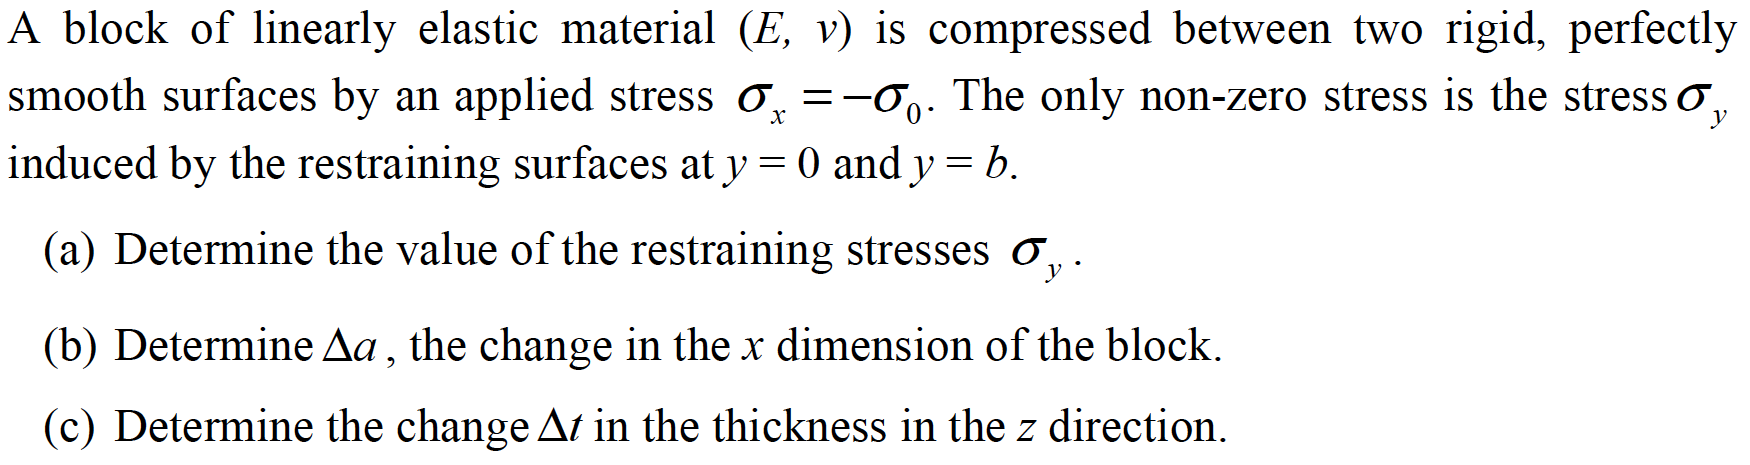 A block of linearly elastic material (E, v) is compressed between two rigid, perfectly
smooth surfaces by an applied stress σₓ = −σ₀. The only non-zero stress is the stress σ_y
induced by the restraining surfaces at y = 0 and y = b.
(a) Determine the value of the restraining stresses σ_y .
(b) Determine Δa , the change in the x dimension of the block.
(c) Determine the change Δt in the thickness in the z direction.